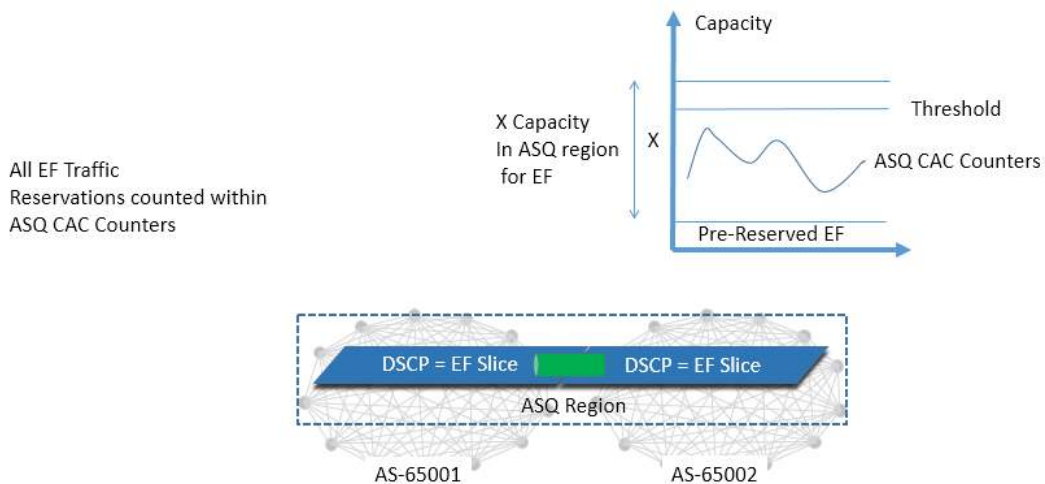 Capacity
Threshold
X Capacity
In ASQ region
for EF
X
ASQ CAC Counters
All EF Traffic
Reservations counted within
ASQ CAC Counters
Pre-Reserved EF
DSCP = EF Slice
DSCP = EF Slice
ASQ Region
AS-65001
AS-65002